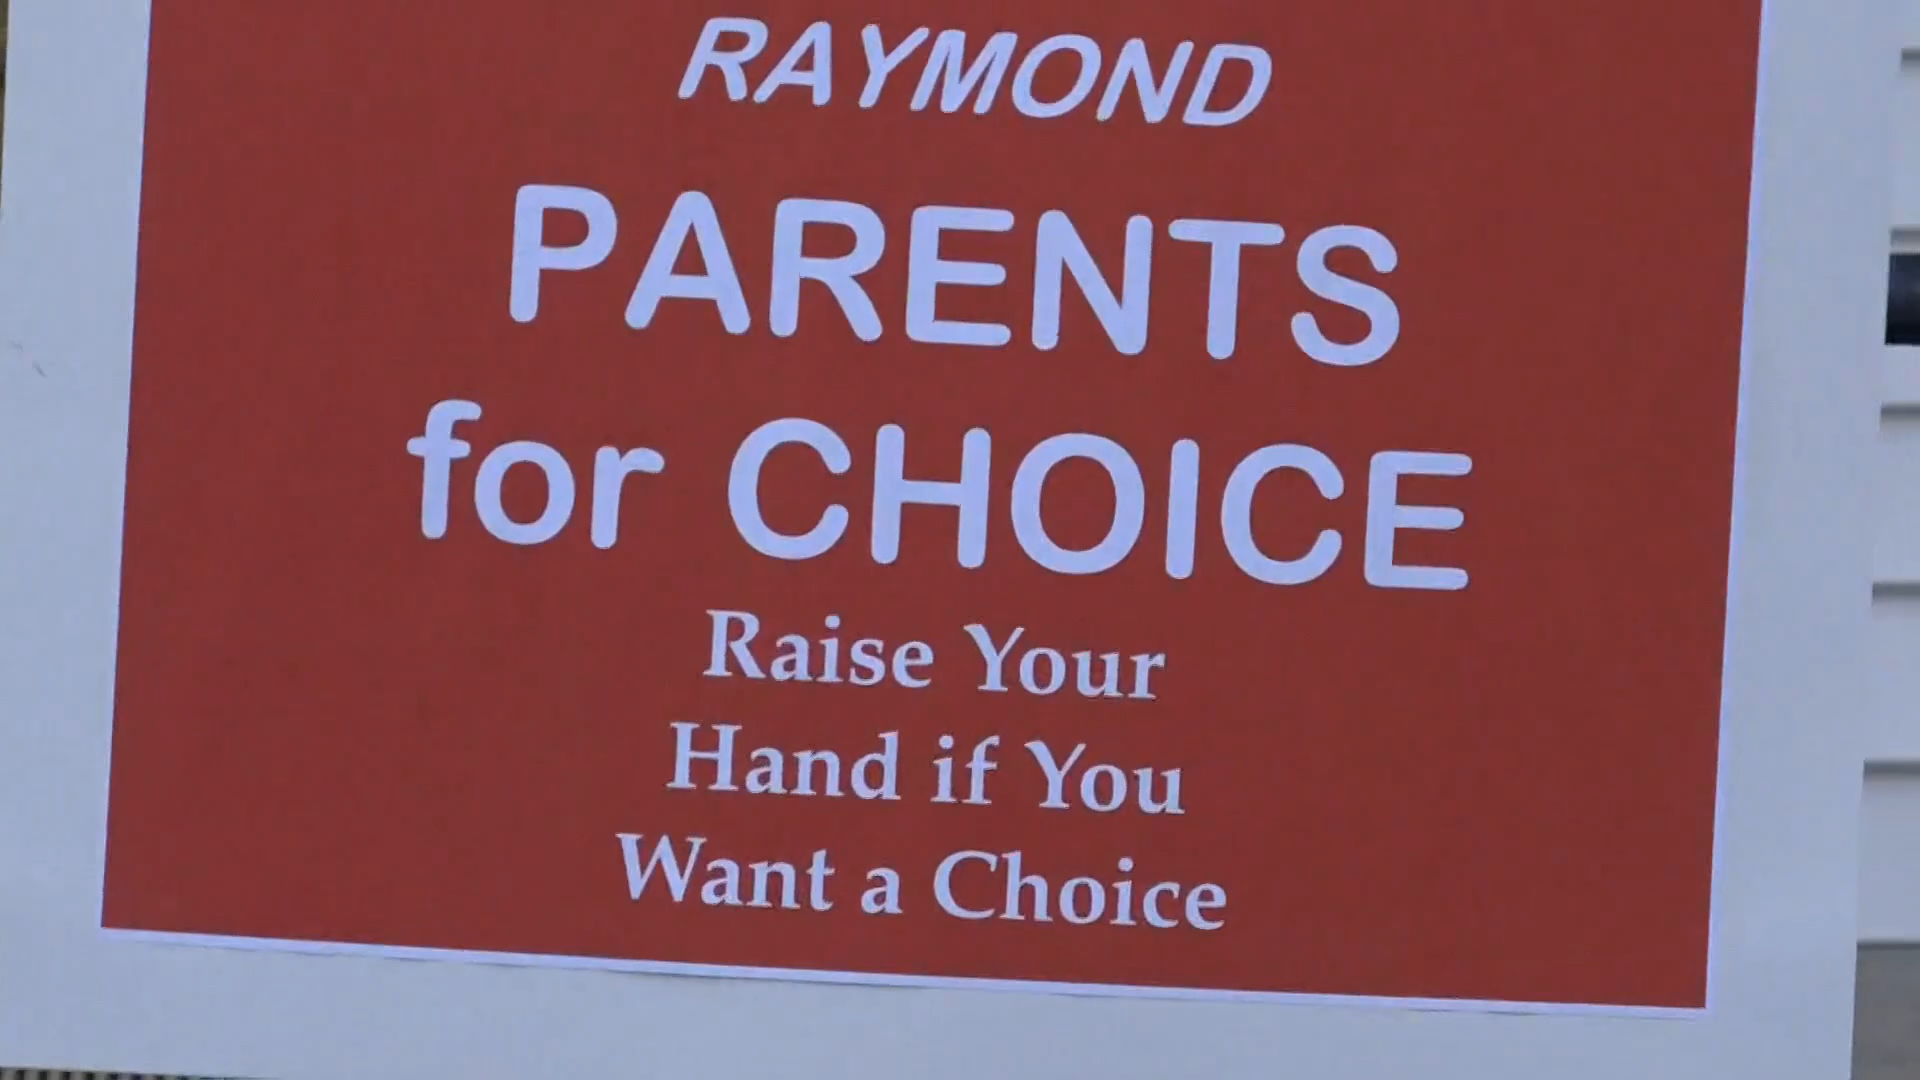 RAYMOND
PARENTS
for CHOICE
Raise Your
Hand if You
Want a Choice